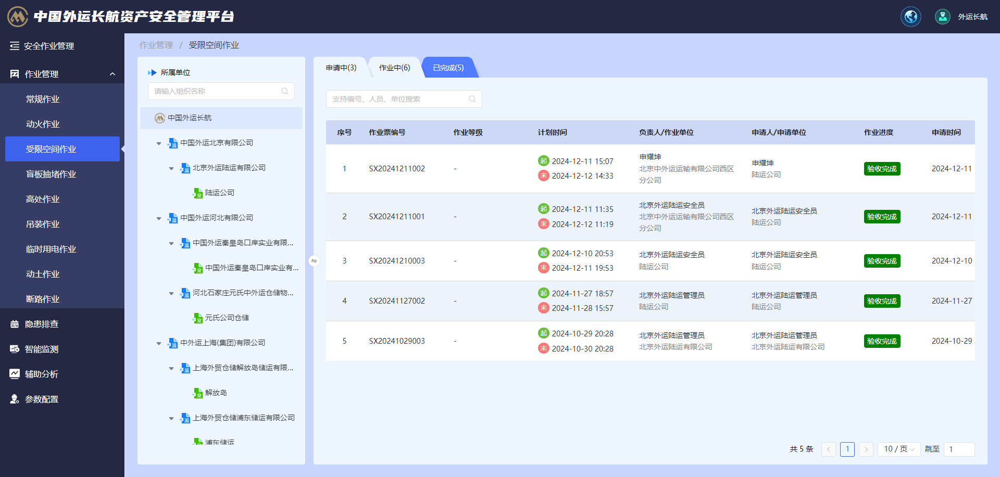 中国外运长航资产安全管理平台
外运长航
安全作业管理
作业管理
常规作业
动火作业
受限空间作业
盲板抽堵作业
高处作业
吊装作业
临时用电作业
动土作业
断路作业
隐患排查
智能监测
辅助分析
参数配置
作业管理 / 受限空间作业
所属单位
请输入组织名称
中国外运长航
监 中国外运北京有限公司
监 北京外运陆运有限公司
业 陆运公司
监 中国外运河北有限公司
监 中国外运秦皇岛口岸实业有限...
业 中国外运秦皇岛口岸实业有...
监 河北石家庄元氏中外运仓储物...
业 元氏公司仓储
监 中外运上海(集团)有限公司
监 上海外贸仓储解放岛储运有限...
业 解放岛
监 上海外贸仓储浦东储运有限公司
业 浦东储运
申请中(3) 作业中(6) 已完成(5)
支持编号、人员、单位搜索
序号 作业票编号 作业等级 计划时间 负责人/作业单位 申请人/申请单位 作业进度 申请时间
1 SX20241211002 - 起 2024-12-11 15:07 末 2024-12-12 14:33 申耀坤 北京中外运运输有限公司西区分公司 申耀坤 陆运公司 验收完成 2024-12-11
2 SX20241211001 - 起 2024-12-11 11:35 末 2024-12-12 11:19 北京外运陆运安全员 北京中外运运输有限公司西区分公司 北京外运陆运安全员 陆运公司 验收完成 2024-12-11
3 SX20241210003 - 起 2024-12-10 20:53 末 2024-12-11 19:53 北京外运陆运安全员 陆运公司 北京外运陆运安全员 陆运公司 验收完成 2024-12-10
4 SX20241127002 - 起 2024-11-27 18:57 末 2024-11-28 15:57 北京外运陆运管理员 陆运公司 北京外运陆运管理员 陆运公司 验收完成 2024-11-27
5 SX20241029003 - 起 2024-10-29 20:28 末 2024-10-30 20:28 北京外运陆运管理员 北京外运陆运有限公司 北京外运陆运管理员 北京外运陆运有限公司 验收完成 2024-10-29
共 5 条 1 10 / 页 跳至 1